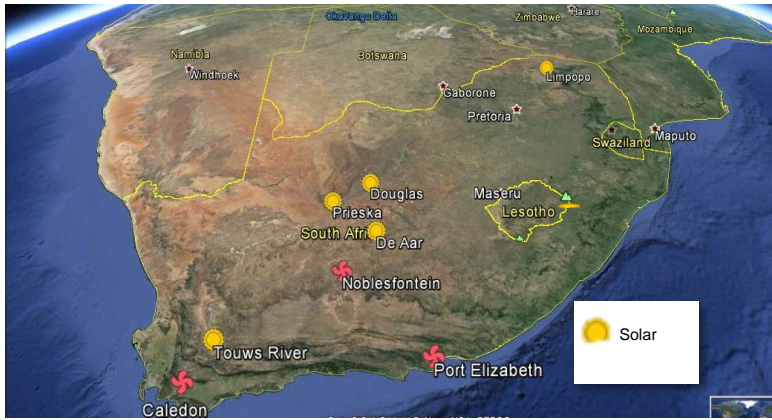 Okavango Delta
Zimbabwe
Harare
Mozambique
Namibia
Botswana
Windhoek
Limpopo
Gaborone
Pretoria
Swaziland
Maputo
Douglas
Maseru
Prieska
Lesotho
South Afri
De Aar
Noblesfontein
Solar
Touws River
Port Elizabeth
Caledon